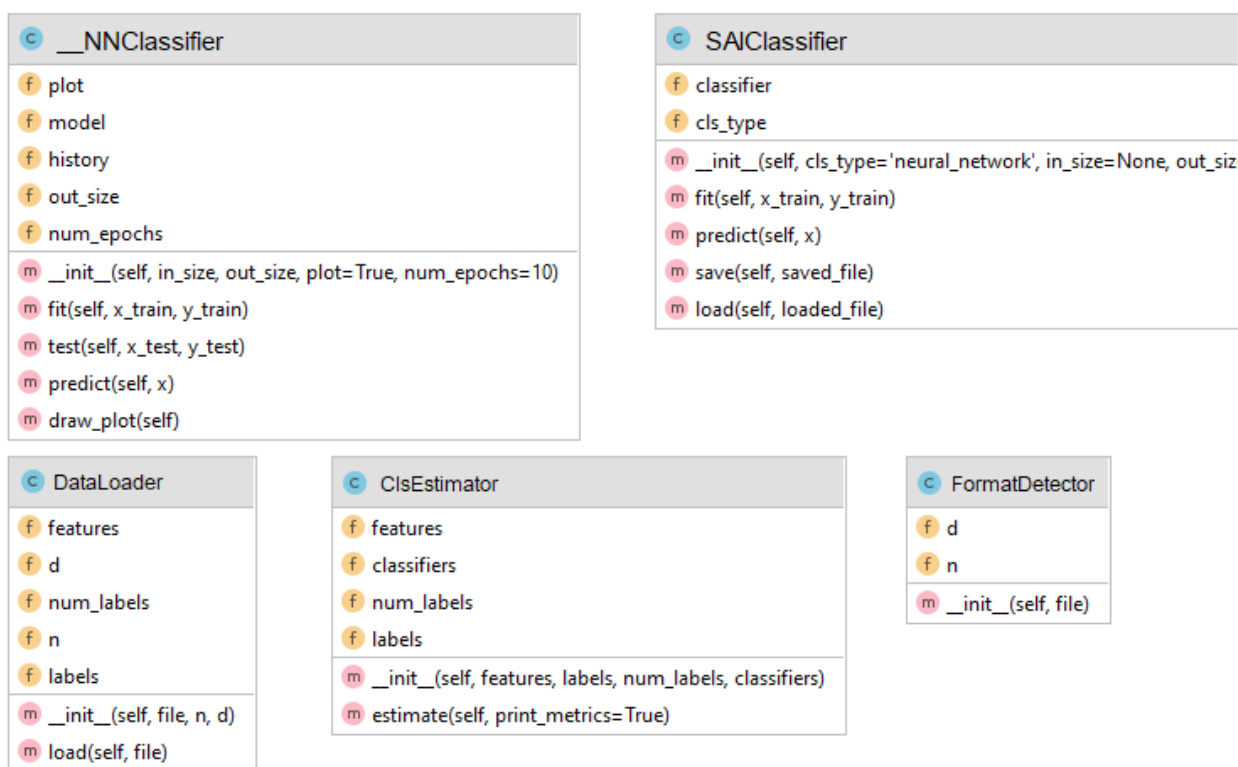 __NNClassifier
plot
model
history
out_size
num_epochs
__init__(self, in_size, out_size, plot=True, num_epochs=10)
fit(self, x_train, y_train)
test(self, x_test, y_test)
predict(self, x)
draw_plot(self)
SAIClassifier
classifier
cls_type
__init__(self, cls_type='neural_network', in_size=None, out_siz
fit(self, x_train, y_train)
predict(self, x)
save(self, saved_file)
load(self, loaded_file)
DataLoader
features
d
num_labels
n
labels
__init__(self, file, n, d)
load(self, file)
ClsEstimator
features
classifiers
num_labels
labels
__init__(self, features, labels, num_labels, classifiers)
estimate(self, print_metrics=True)
FormatDetector
d
n
__init__(self, file)